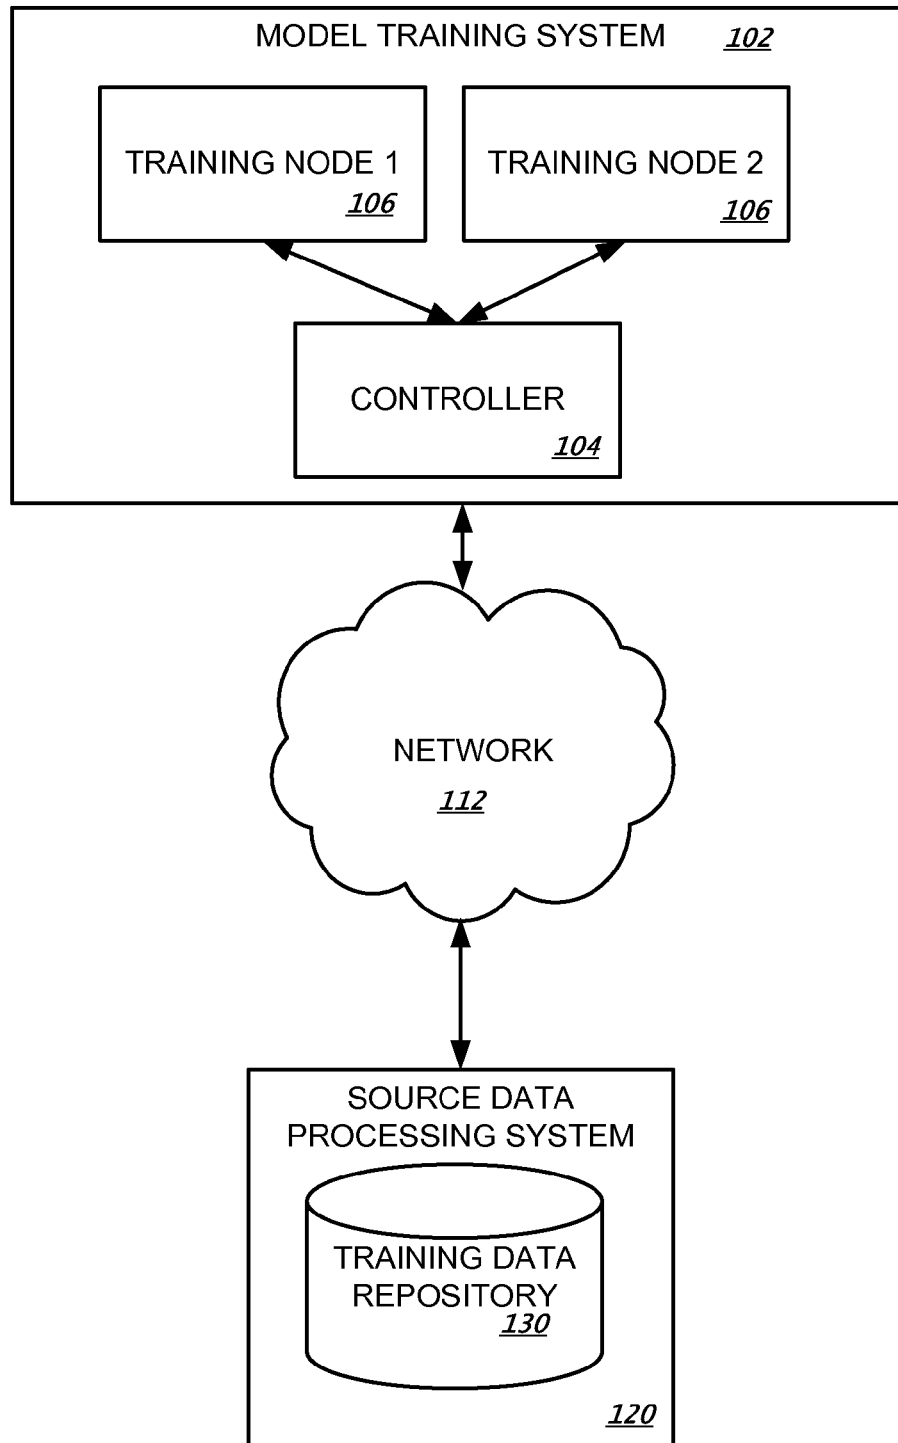 MODEL TRAINING SYSTEM 102
TRAINING NODE 1
106
TRAINING NODE 2
106
CONTROLLER
104
NETWORK
112
SOURCE DATA
PROCESSING SYSTEM
TRAINING DATA
REPOSITORY
130
120